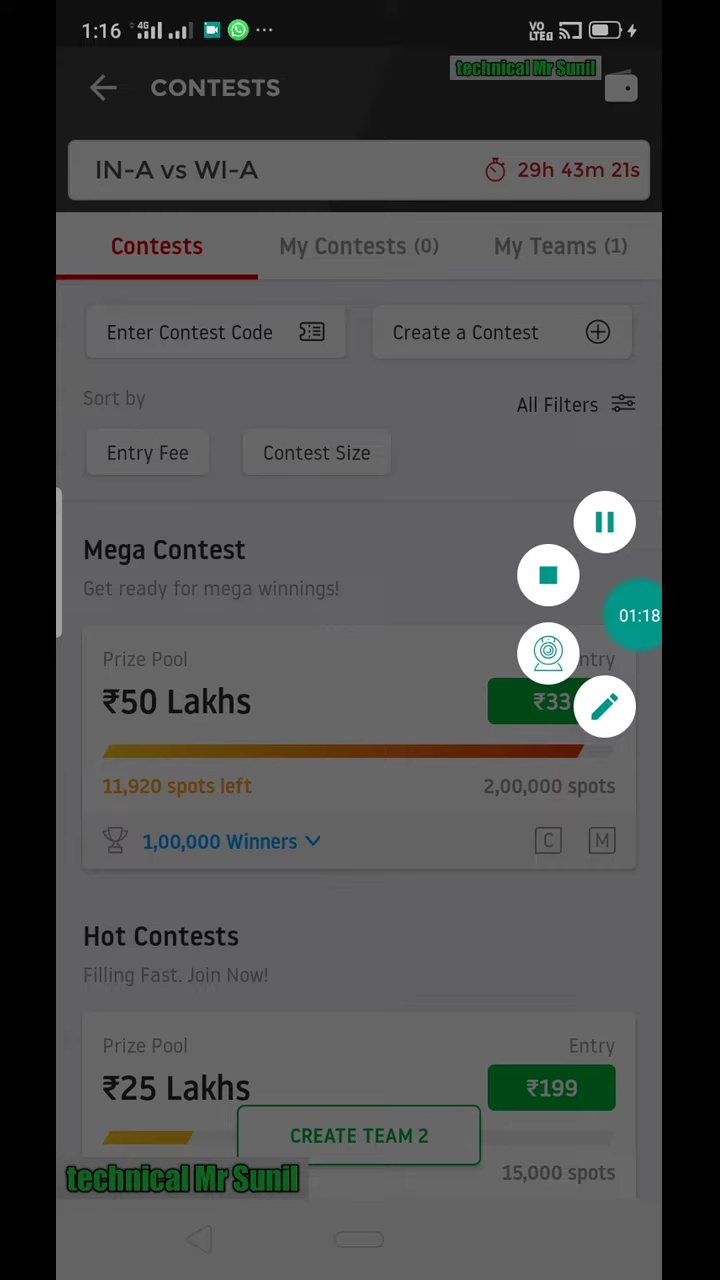 1:16 4G VO LTE
technical Mr Sunil
CONTESTS
IN-A vs WI-A 29h 43m 21s
Contests My Contests (0) My Teams (1)
Enter Contest Code Create a Contest
Sort by All Filters
Entry Fee Contest Size
Mega Contest
Get ready for mega winnings!
Prize Pool ntry
₹50 Lakhs ₹33
01:18
11,920 spots left 2,00,000 spots
1,00,000 Winners C M
Hot Contests
Filling Fast. Join Now!
Prize Pool Entry
₹25 Lakhs ₹199
CREATE TEAM 2
technical Mr Sunil 15,000 spots